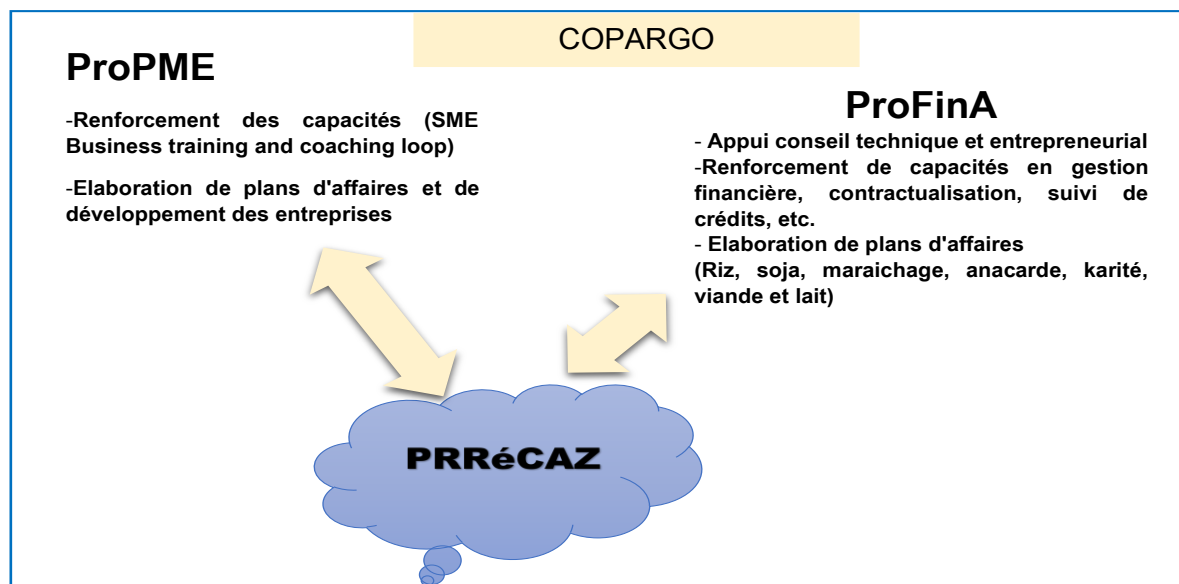 COPARGO
ProPME
-Renforcement des capacités (SME
Business training and coaching loop)
-Elaboration de plans d'affaires et de
développement des entreprises
ProFinA
- Appui conseil technique et entrepreneurial
-Renforcement de capacités en gestion
financière, contractualisation, suivi de
crédits, etc.
- Elaboration de plans d'affaires
(Riz, soja, maraichage, anacarde, karité,
viande et lait)
PRRéCAZ